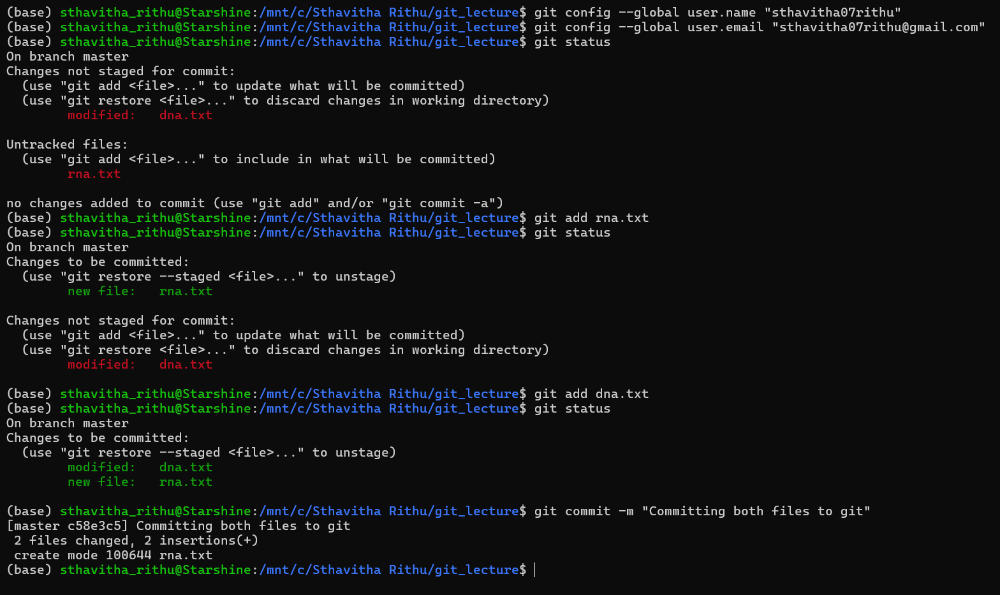 (base) sthavitha_rithu@Starshine:/mnt/c/Sthavitha Rithu/git_lecture$ git config --global user.name "sthavitha07rithu"
(base) sthavitha_rithu@Starshine:/mnt/c/Sthavitha Rithu/git_lecture$ git config --global user.email "sthavitha07rithu@gmail.com"
(base) sthavitha_rithu@Starshine:/mnt/c/Sthavitha Rithu/git_lecture$ git status
On branch master
Changes not staged for commit:
  (use "git add <file>..." to update what will be committed)
  (use "git restore <file>..." to discard changes in working directory)
        modified:   dna.txt

Untracked files:
  (use "git add <file>..." to include in what will be committed)
        rna.txt

no changes added to commit (use "git add" and/or "git commit -a")
(base) sthavitha_rithu@Starshine:/mnt/c/Sthavitha Rithu/git_lecture$ git add rna.txt
(base) sthavitha_rithu@Starshine:/mnt/c/Sthavitha Rithu/git_lecture$ git status
On branch master
Changes to be committed:
  (use "git restore --staged <file>..." to unstage)
        new file:   rna.txt

Changes not staged for commit:
  (use "git add <file>..." to update what will be committed)
  (use "git restore <file>..." to discard changes in working directory)
        modified:   dna.txt

(base) sthavitha_rithu@Starshine:/mnt/c/Sthavitha Rithu/git_lecture$ git add dna.txt
(base) sthavitha_rithu@Starshine:/mnt/c/Sthavitha Rithu/git_lecture$ git status
On branch master
Changes to be committed:
  (use "git restore --staged <file>..." to unstage)
        modified:   dna.txt
        new file:   rna.txt

(base) sthavitha_rithu@Starshine:/mnt/c/Sthavitha Rithu/git_lecture$ git commit -m "Committing both files to git"
[master c58e3c5] Committing both files to git
 2 files changed, 2 insertions(+)
 create mode 100644 rna.txt
(base) sthavitha_rithu@Starshine:/mnt/c/Sthavitha Rithu/git_lecture$